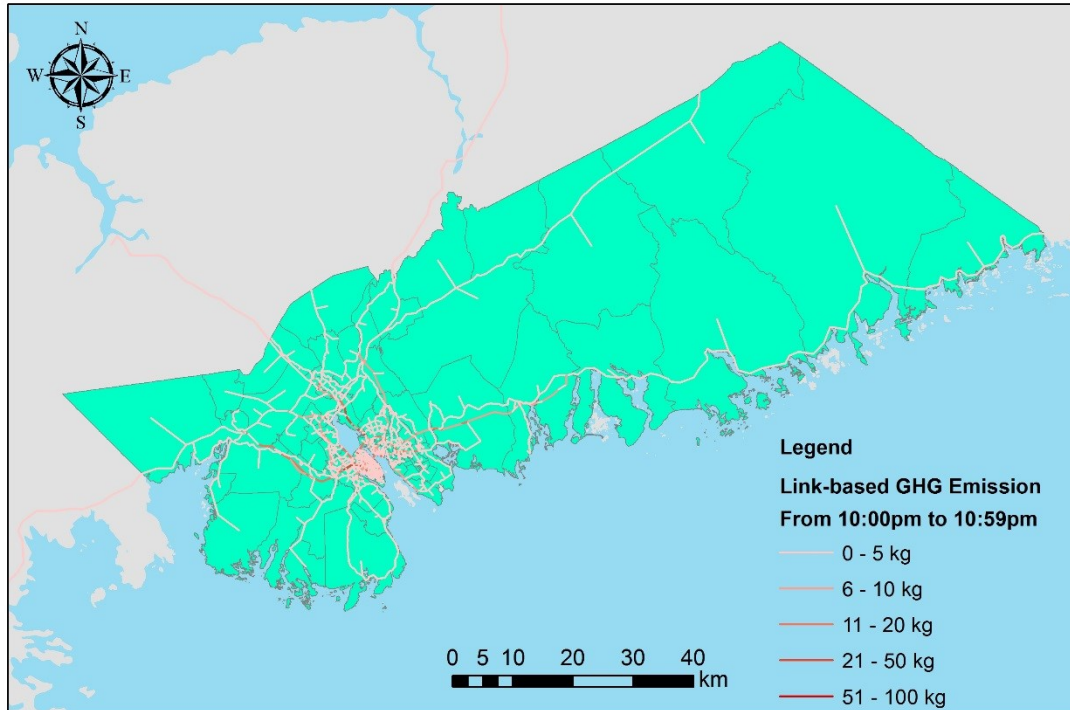 N
W E
S
Legend
Link-based GHG Emission
From 10:00pm to 10:59pm
0 - 5 kg
6 - 10 kg
11 - 20 kg
21 - 50 kg
51 - 100 kg
0 5 10 20 30 40
km